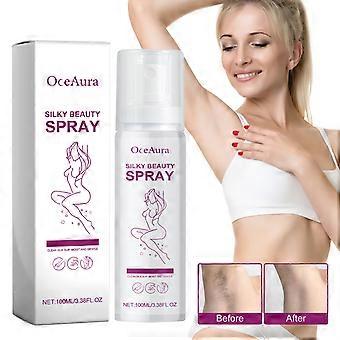 OceAura
SILKY BEAUTY
SPRAY
NET:100ML/3.38FL OZ
OceAura
SILKY BEAUTY
SPRAY
NET:100ML/3.38FL OZ
Before
After